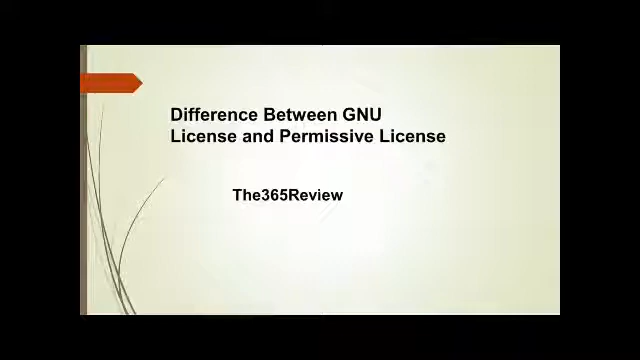 Difference Between GNU
License and Permissive License
The365Review